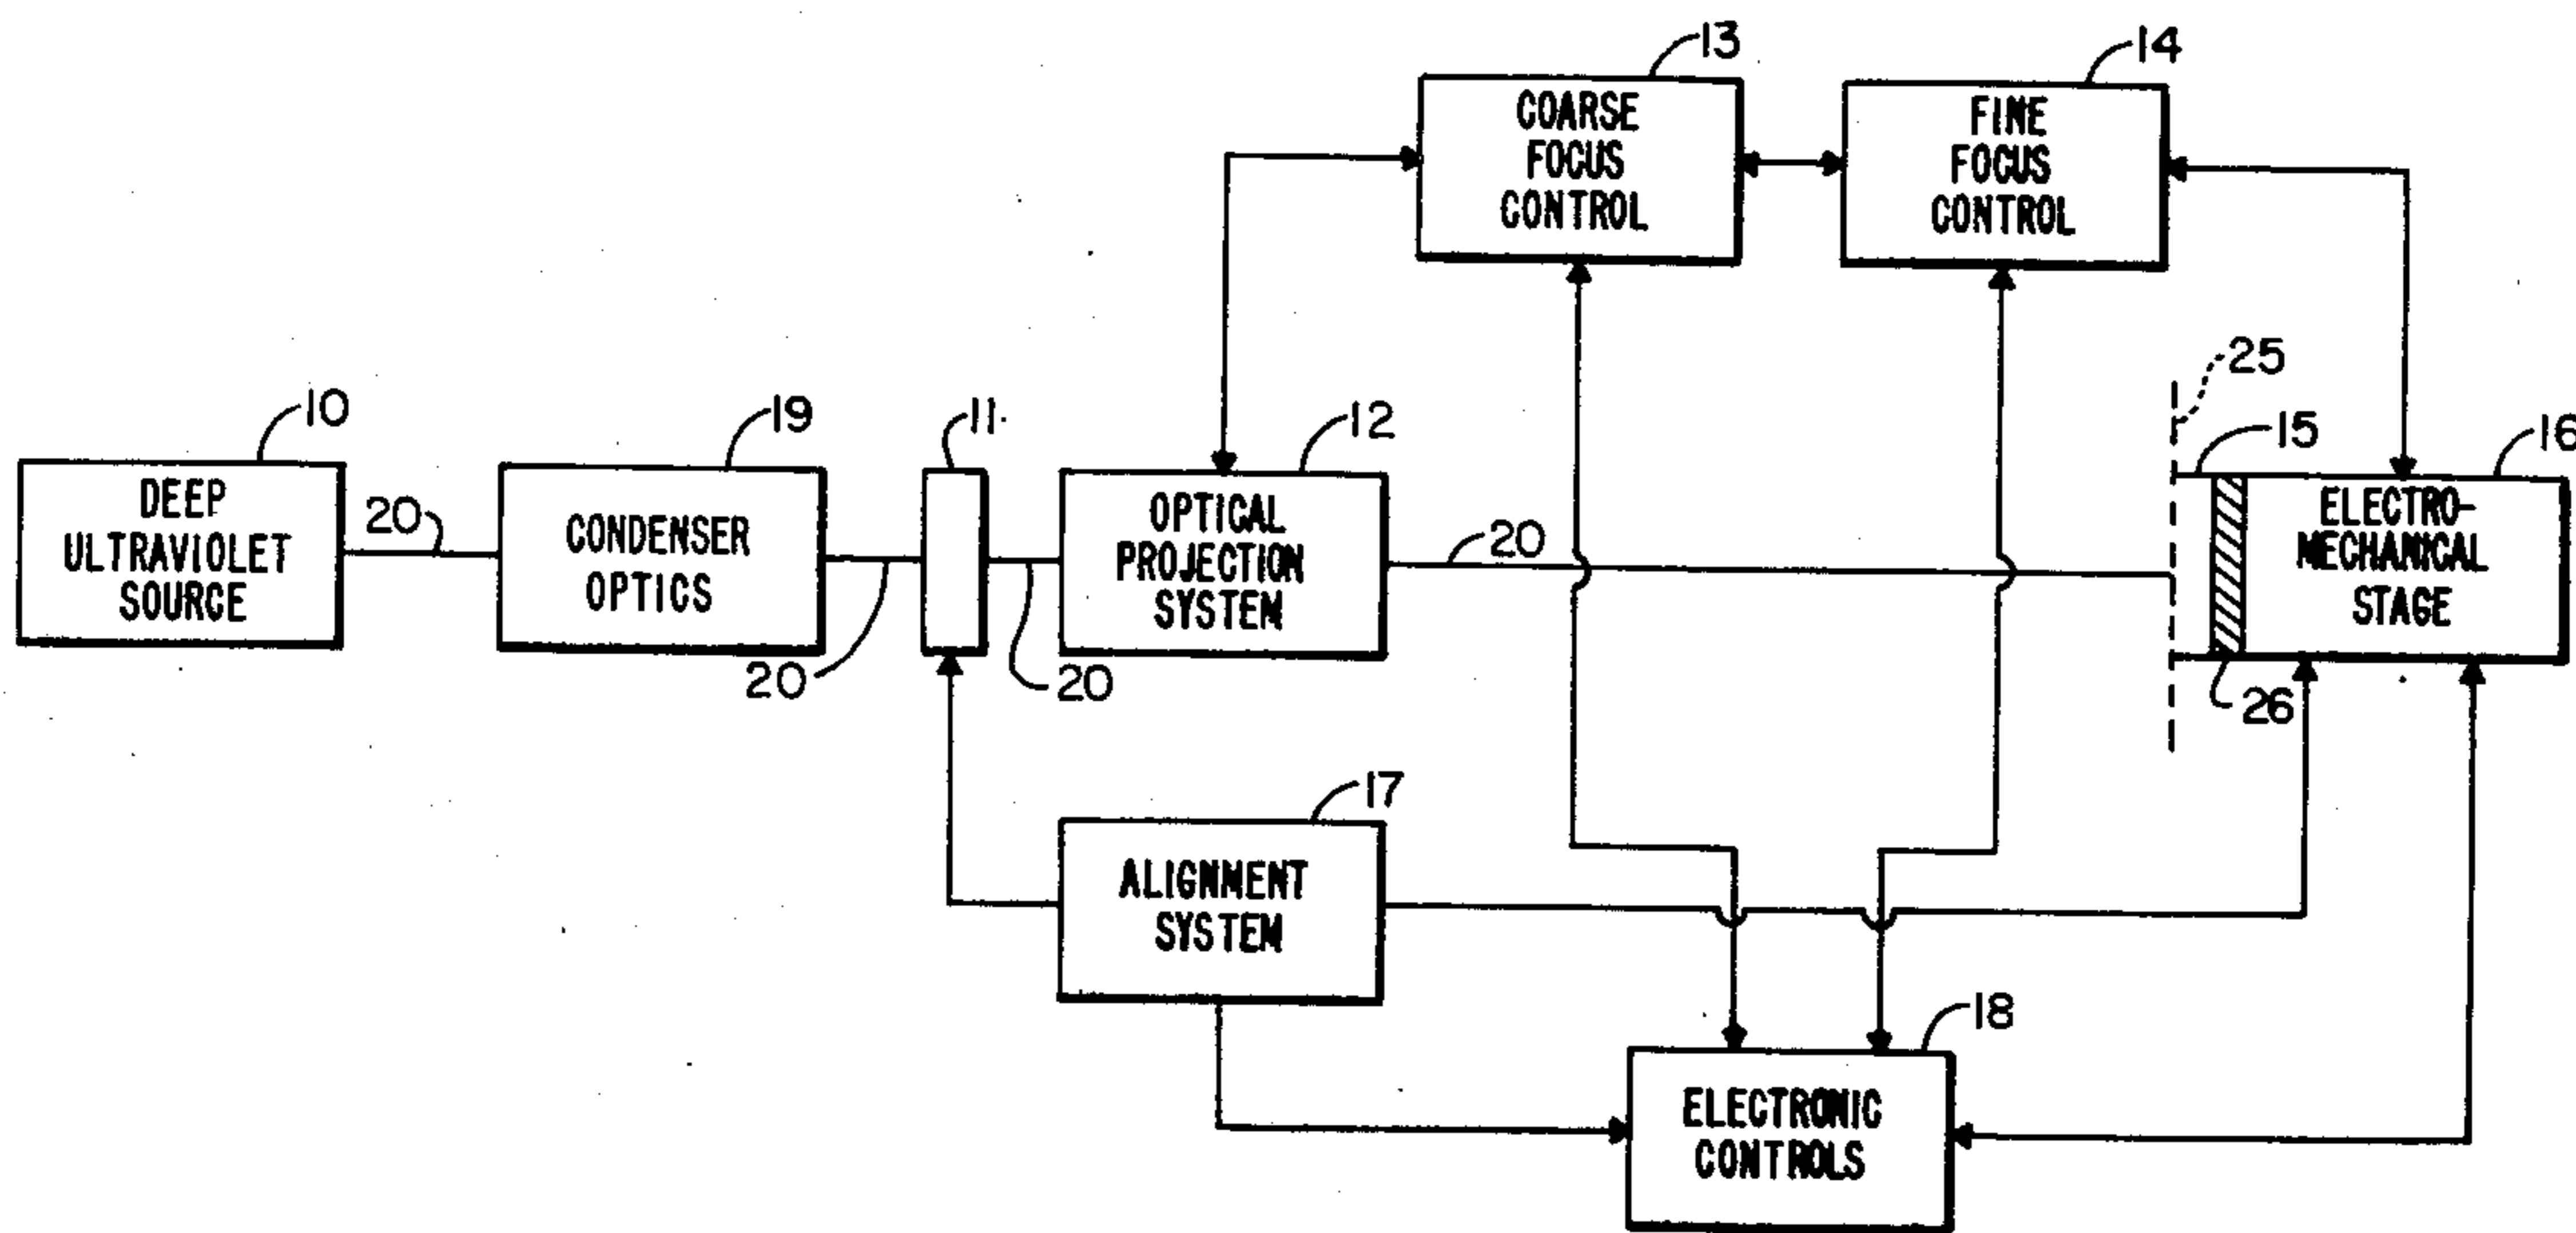 13
14
COARSE
FOCUS
CONTROL
FINE
FOCUS
CONTROL
25
10
19
11
12
15
16
DEEP
ULTRAVIOLET
SOURCE
20
CONDENSER
OPTICS
20
20
OPTICAL
PROJECTION
SYSTEM
20
ELECTRO-
MECHANICAL
STAGE
26
17
ALIGNMENT
SYSTEM
18
ELECTRONIC
CONTROLS